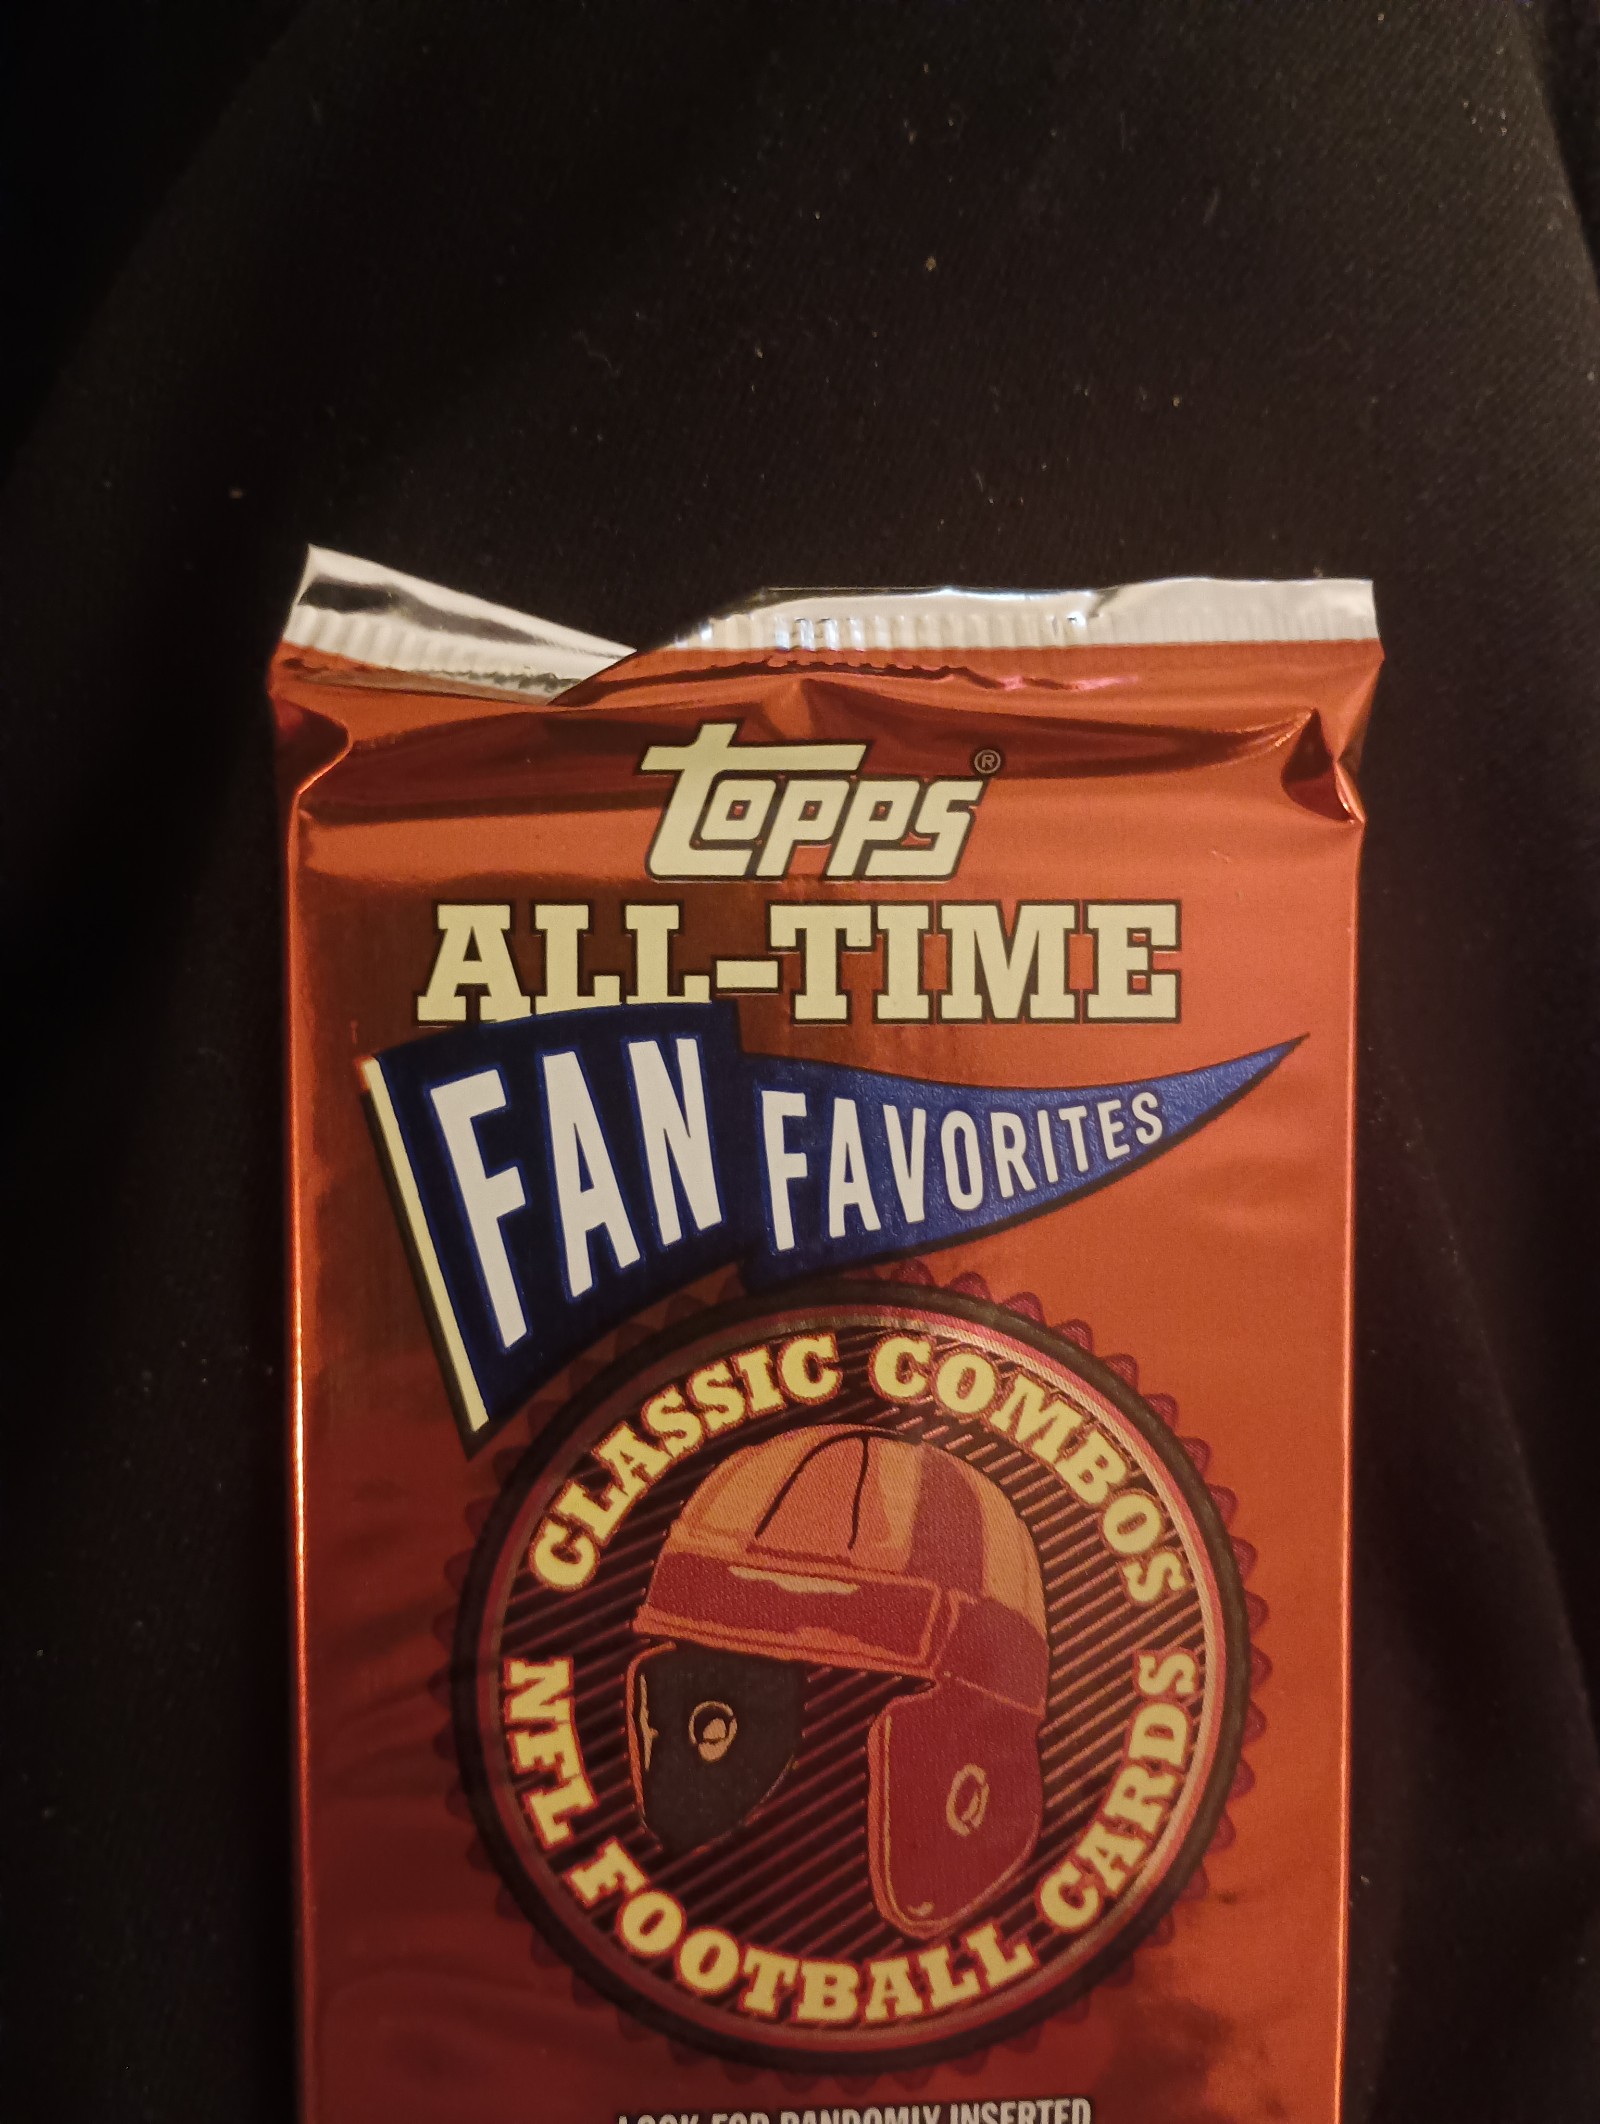 topps®
ALL-TIME
FAN FAVORITES
CLASSIC COMBOS
NFL FOOTBALL CARDS
LOOK FOR RANDOMLY INSERTED